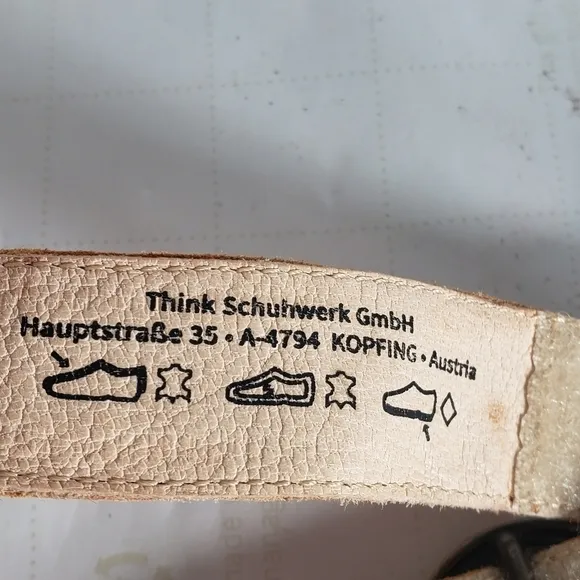 Think Schuhwerk GmbH
Hauptstraße 35 • A-4794 KOPFING • Austria